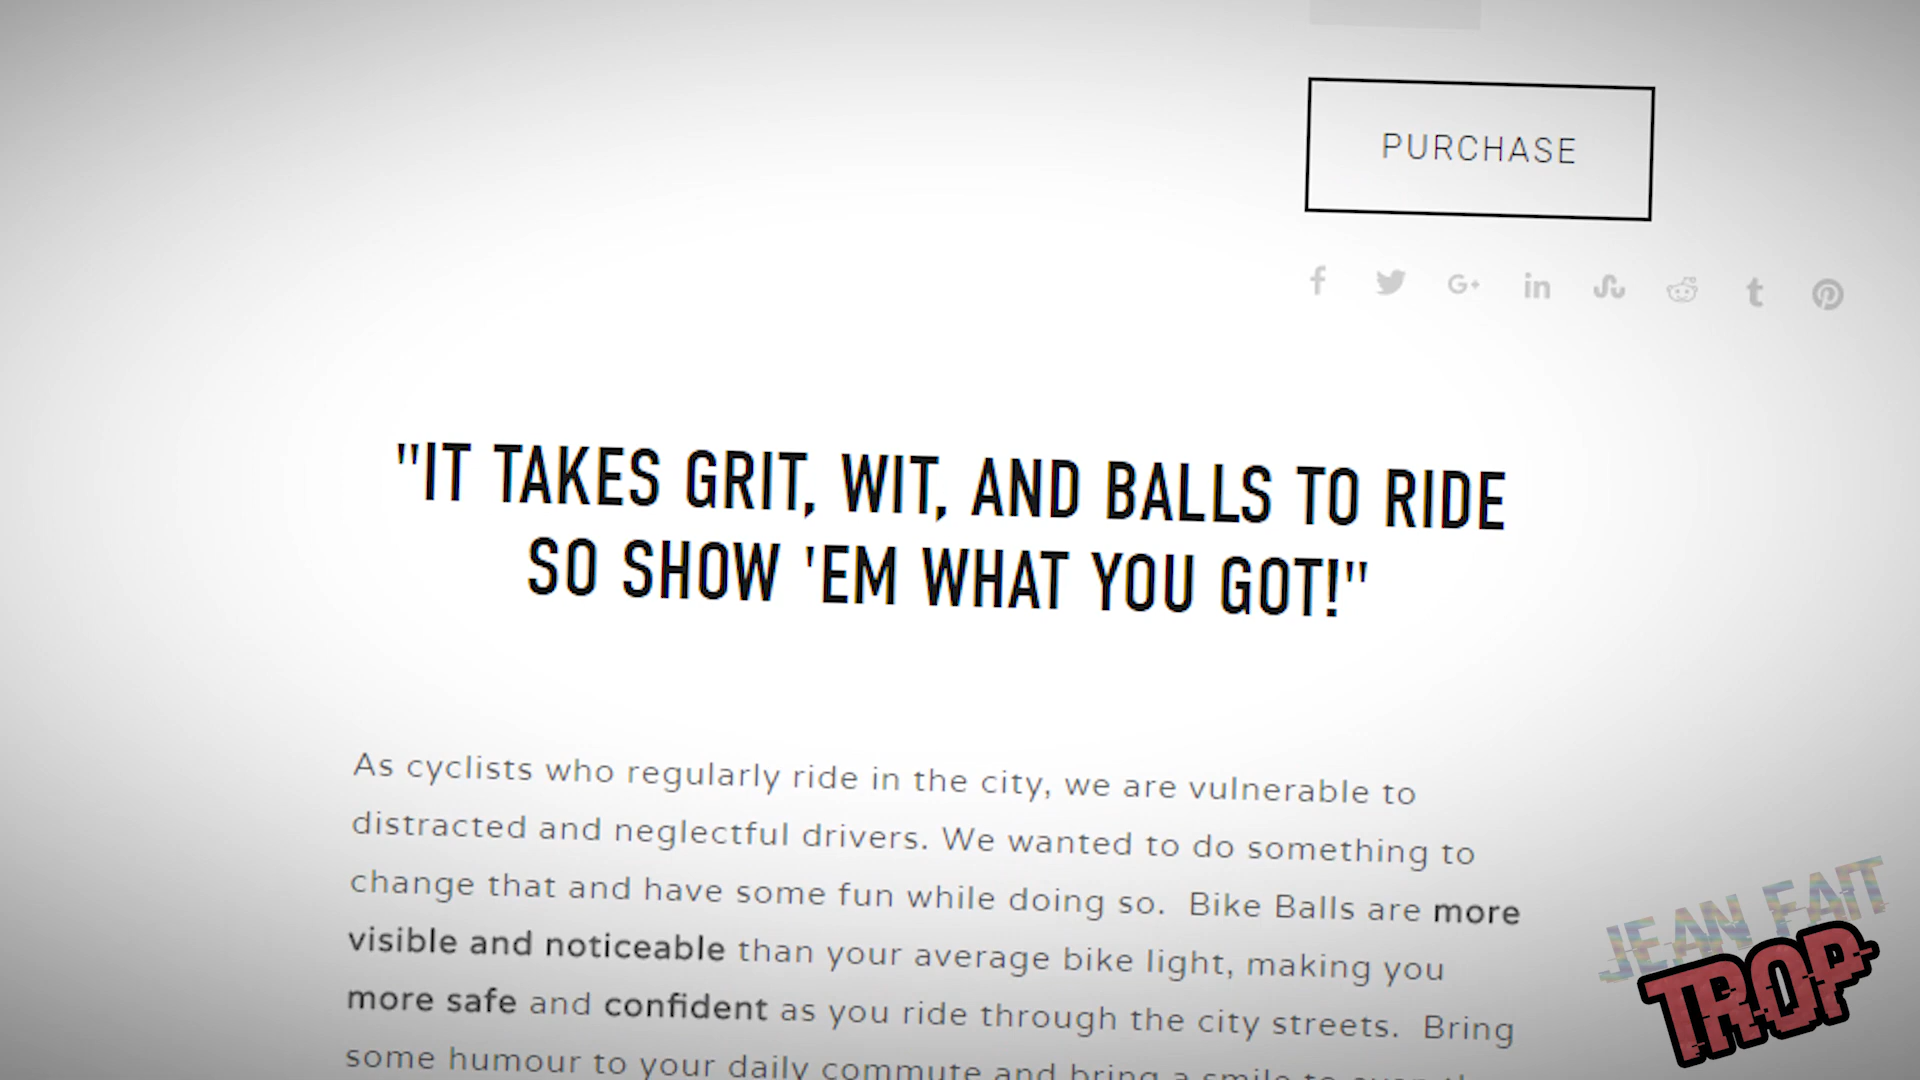 PURCHASE
"IT TAKES GRIT, WIT, AND BALLS TO RIDE
SO SHOW 'EM WHAT YOU GOT!"
As cyclists who regularly ride in the city, we are vulnerable to
distracted and neglectful drivers. We wanted to do something to
change that and have some fun while doing so. Bike Balls are more
visible and noticeable than your average bike light, making you
more safe and confident as you ride through the city streets. Bring
some humour to your daily commute and bring a smile to
JEAN FAIT
TROP